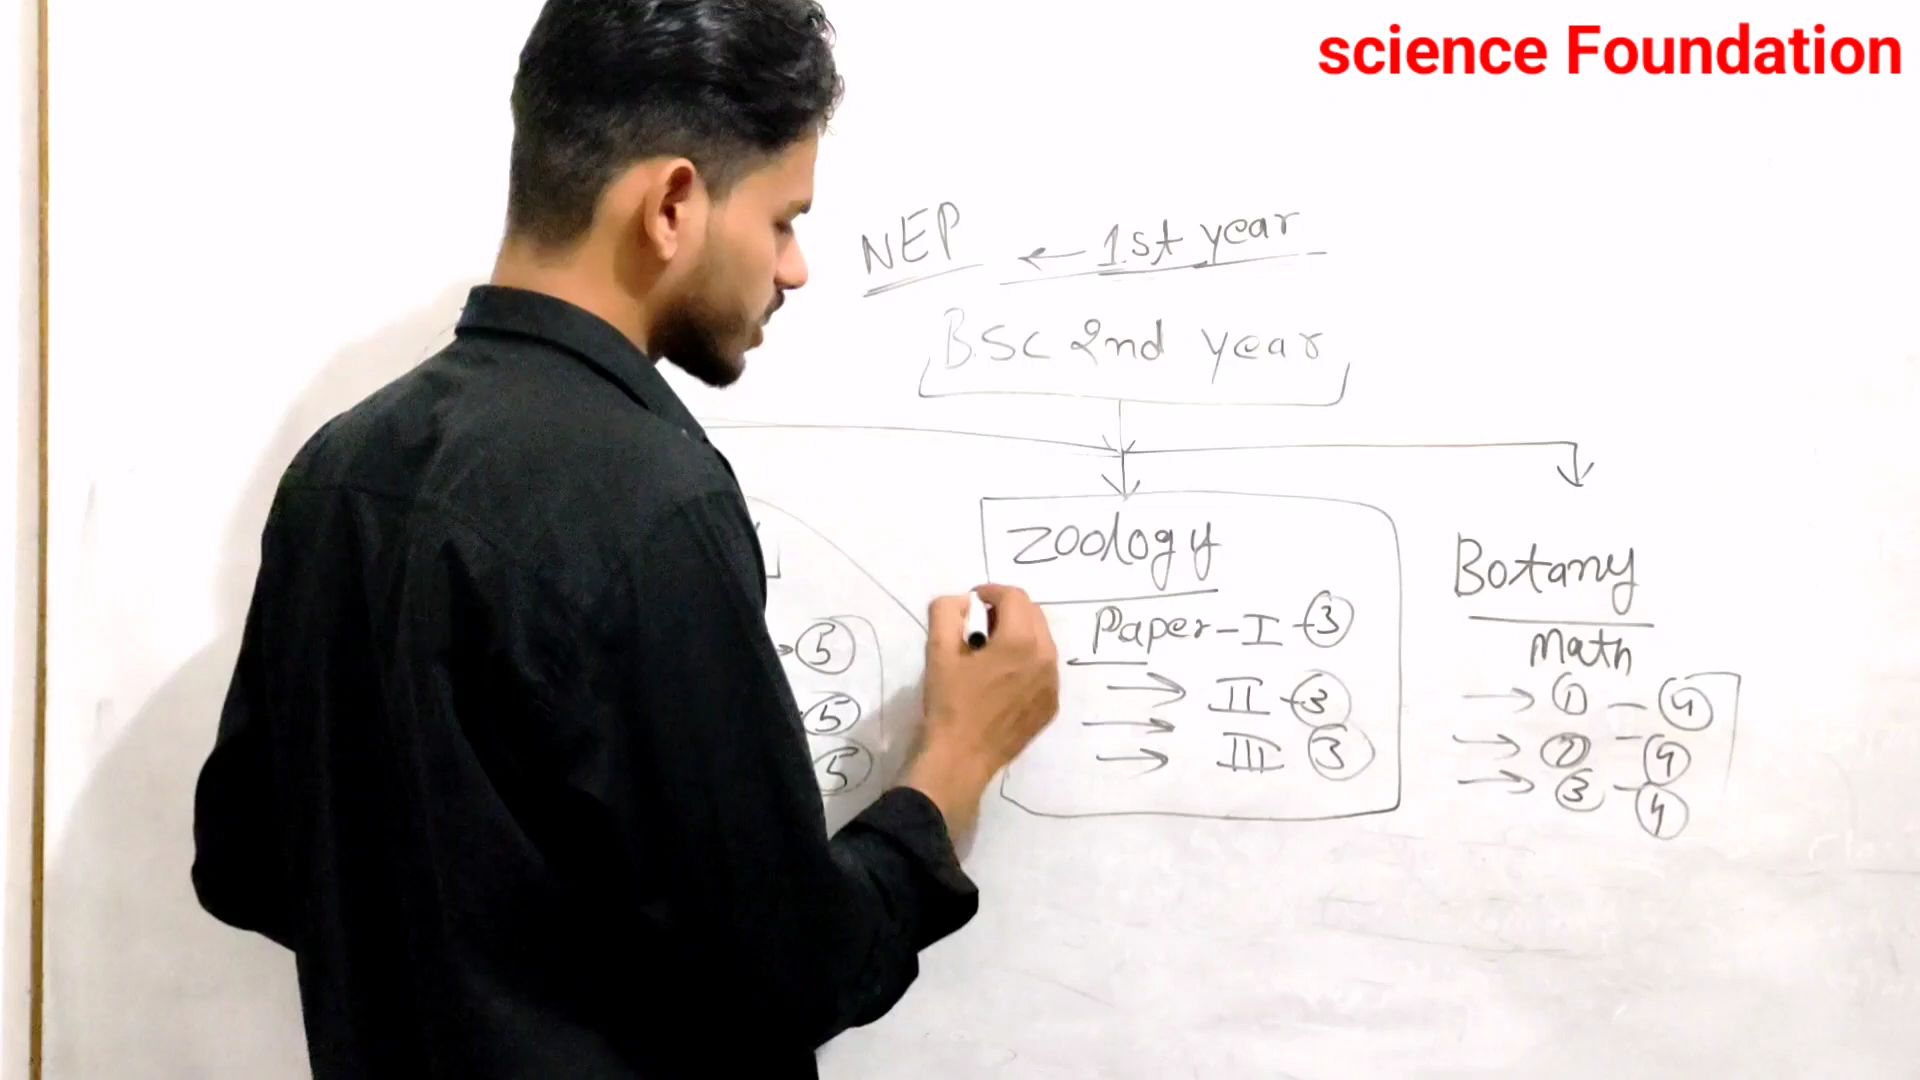 science Foundation
NEP ← 1st year
B.SC 2nd year
Zoology
Paper - I - 3
→ II - 3
→
→ III 3
Botany
Math
→ 1 - 4
→ 2 - 4
→ 3 - 4
→ 5
5
5